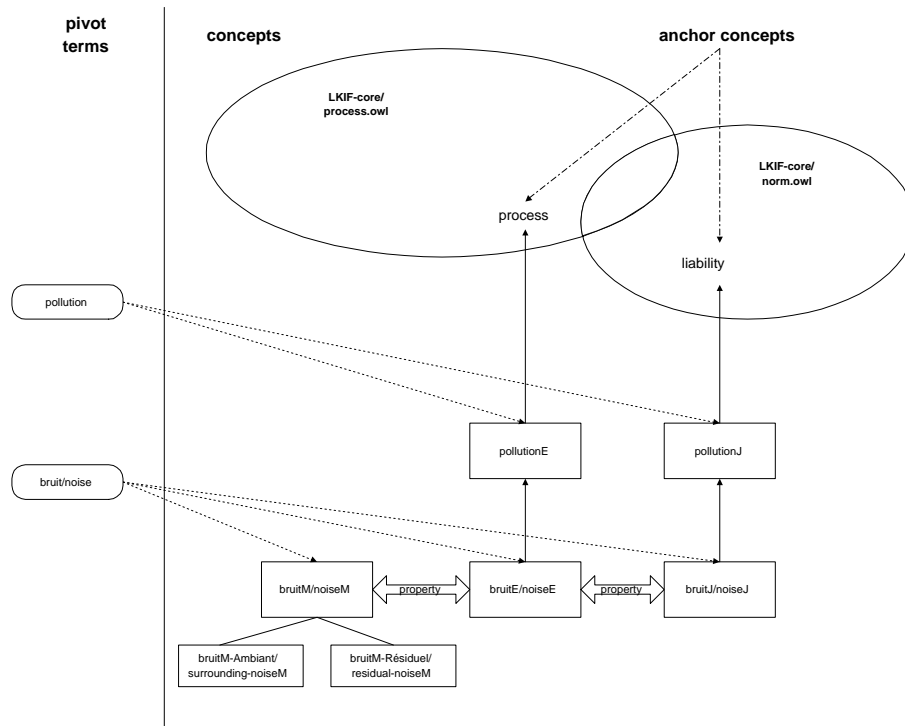 pivot
terms
concepts
anchor concepts
LKIF-core/
process.owl
LKIF-core/
norm.owl
process
liability
pollution
pollutionE
pollutionJ
bruit/noise
bruitM/noiseM
property
bruitE/noiseE
property
bruitJ/noiseJ
bruitM-Ambiant/
surrounding-noiseM
bruitM-Résiduel/
residual-noiseM